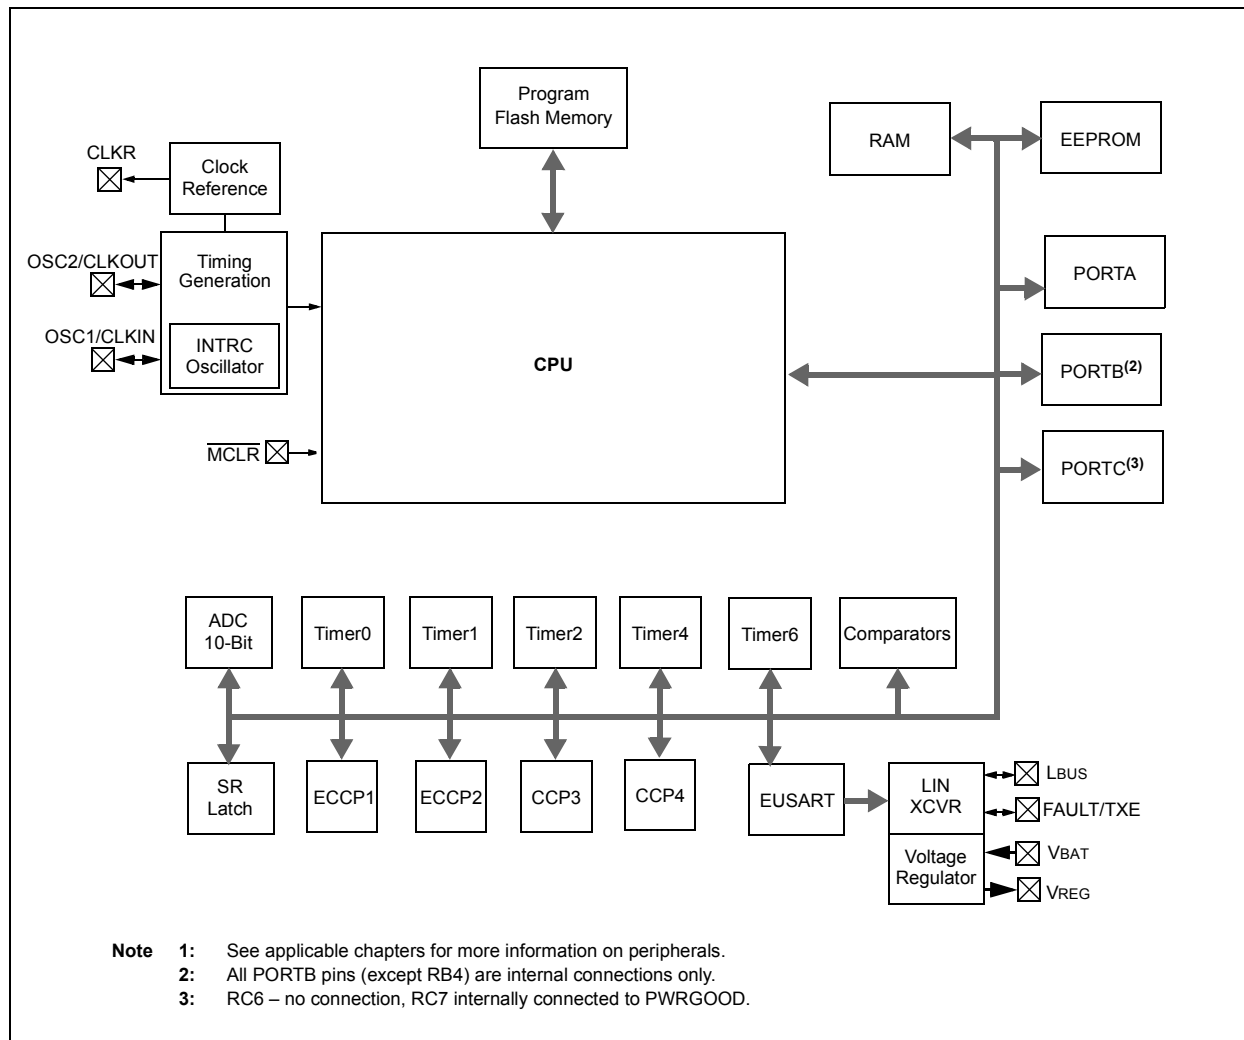 Program
Flash Memory
RAM
EEPROM
CLKR
Clock
Reference
OSC2/CLKOUT
Timing
Generation
PORTA
OSC1/CLKIN
INTRC
Oscillator
CPU
PORTB(2)
MCLR
PORTC(3)
ADC
10-Bit
Timer0
Timer1
Timer2
Timer4
Timer6
Comparators
SR
Latch
ECCP1
ECCP2
CCP3
CCP4
EUSART
LIN
XCVR
LBUS
FAULT/TXE
Voltage
Regulator
VBAT
VREG
Note 1: See applicable chapters for more information on peripherals.
2: All PORTB pins (except RB4) are internal connections only.
3: RC6 – no connection, RC7 internally connected to PWRGOOD.